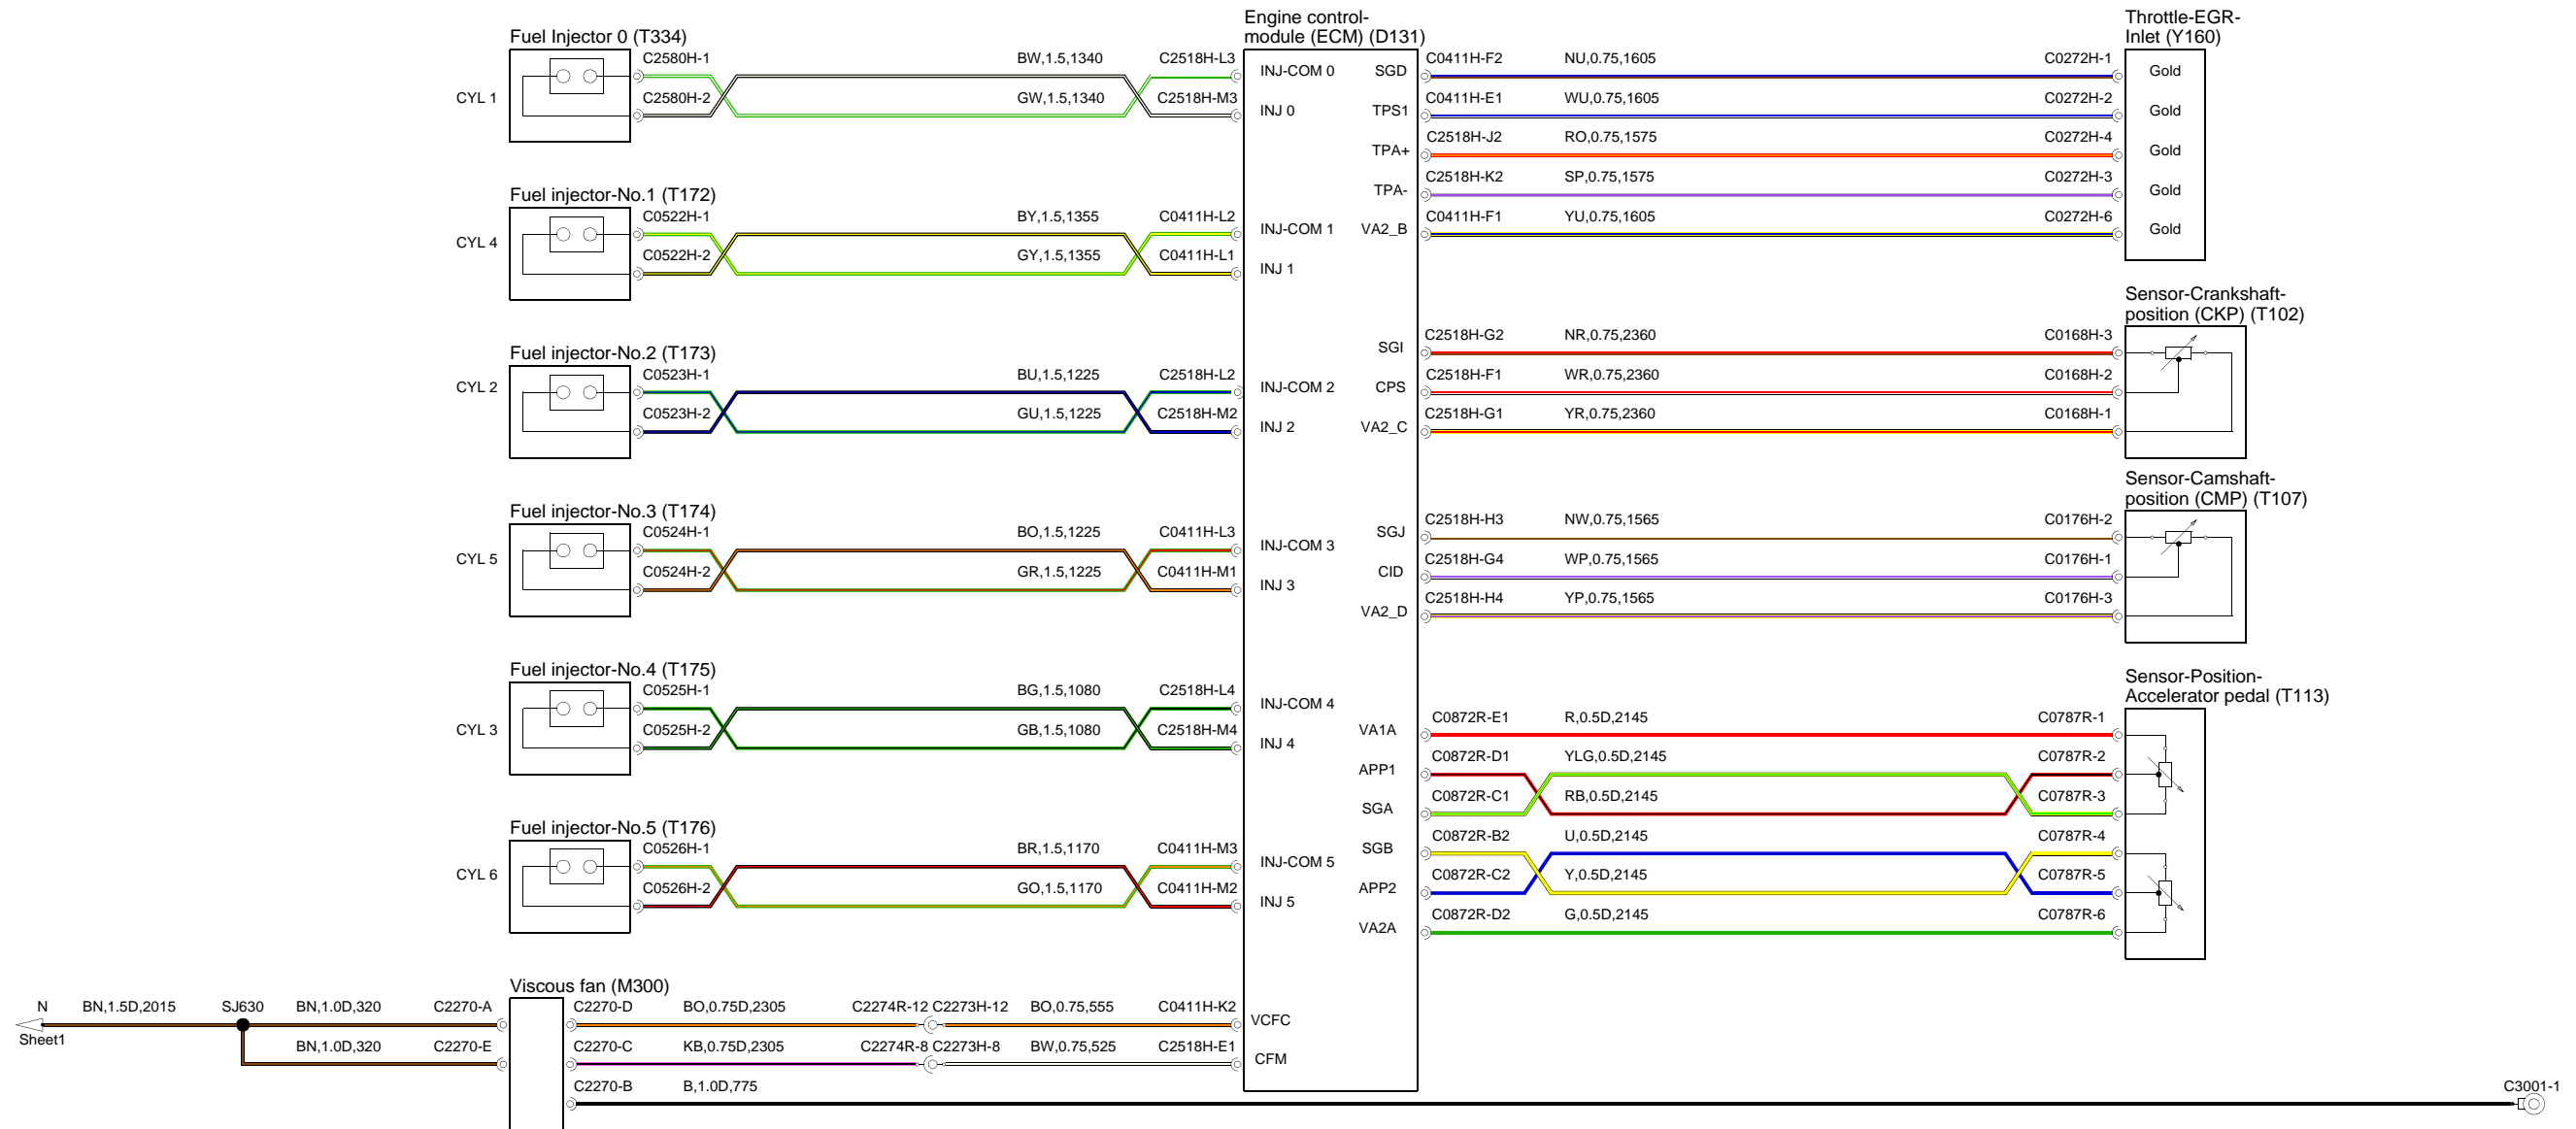 Fuel Injector 0 (T334)
CYL 1
C2580H-1
BW,1.5,1340
C2518H-L3
C2580H-2
GW,1.5,1340
C2518H-M3
Fuel injector-No.1 (T172)
CYL 4
C0522H-1
BY,1.5,1355
C0411H-L2
C0522H-2
GY,1.5,1355
C0411H-L1
Fuel injector-No.2 (T173)
CYL 2
C0523H-1
BU,1.5,1225
C2518H-L2
C0523H-2
GU,1.5,1225
C2518H-M2
Fuel injector-No.3 (T174)
CYL 5
C0524H-1
BO,1.5,1225
C0411H-L3
C0524H-2
GR,1.5,1225
C0411H-M1
Fuel injector-No.4 (T175)
CYL 3
C0525H-1
BG,1.5,1080
C2518H-L4
C0525H-2
GB,1.5,1080
C2518H-M4
Fuel injector-No.5 (T176)
CYL 6
C0526H-1
BR,1.5,1170
C0411H-M3
C0526H-2
GO,1.5,1170
C0411H-M2
Viscous fan (M300)
N
BN,1.5D,2015
SJ630
BN,1.0D,320
C2270-A
Sheet1
BN,1.0D,320
C2270-E
C2270-D
BO,0.75D,2305
C2274R-12
C2273H-12
BO,0.75,555
C0411H-K2
C2270-C
KB,0.75D,2305
C2274R-8
C2273H-8
BW,0.75,525
C2518H-E1
C2270-B
B,1.0D,775
C3001-1
Engine control-
module (ECM) (D131)
INJ-COM 0
INJ 0
INJ-COM 1
INJ 1
INJ-COM 2
INJ 2
INJ-COM 3
INJ 3
INJ-COM 4
INJ 4
INJ-COM 5
INJ 5
VCFC
CFM
SGD
TPS1
TPA+
TPA-
VA2_B
SGI
CPS
VA2_C
SGJ
CID
VA2_D
VA1A
APP1
SGA
SGB
APP2
VA2A
Throttle-EGR-
Inlet (Y160)
C0411H-F2
NU,0.75,1605
C0272H-1
Gold
C0411H-E1
WU,0.75,1605
C0272H-2
Gold
C2518H-J2
RO,0.75,1575
C0272H-4
Gold
C2518H-K2
SP,0.75,1575
C0272H-3
Gold
C0411H-F1
YU,0.75,1605
C0272H-6
Gold
Sensor-Crankshaft-
position (CKP) (T102)
C2518H-G2
NR,0.75,2360
C0168H-3
C2518H-F1
WR,0.75,2360
C0168H-2
C2518H-G1
YR,0.75,2360
C0168H-1
Sensor-Camshaft-
position (CMP) (T107)
C2518H-H3
NW,0.75,1565
C0176H-2
C2518H-G4
WP,0.75,1565
C0176H-1
C2518H-H4
YP,0.75,1565
C0176H-3
Sensor-Position-
Accelerator pedal (T113)
C0872R-E1
R,0.5D,2145
C0787R-1
C0872R-D1
YLG,0.5D,2145
C0787R-2
C0872R-C1
RB,0.5D,2145
C0787R-3
C0872R-B2
U,0.5D,2145
C0787R-4
C0872R-C2
Y,0.5D,2145
C0787R-5
C0872R-D2
G,0.5D,2145
C0787R-6